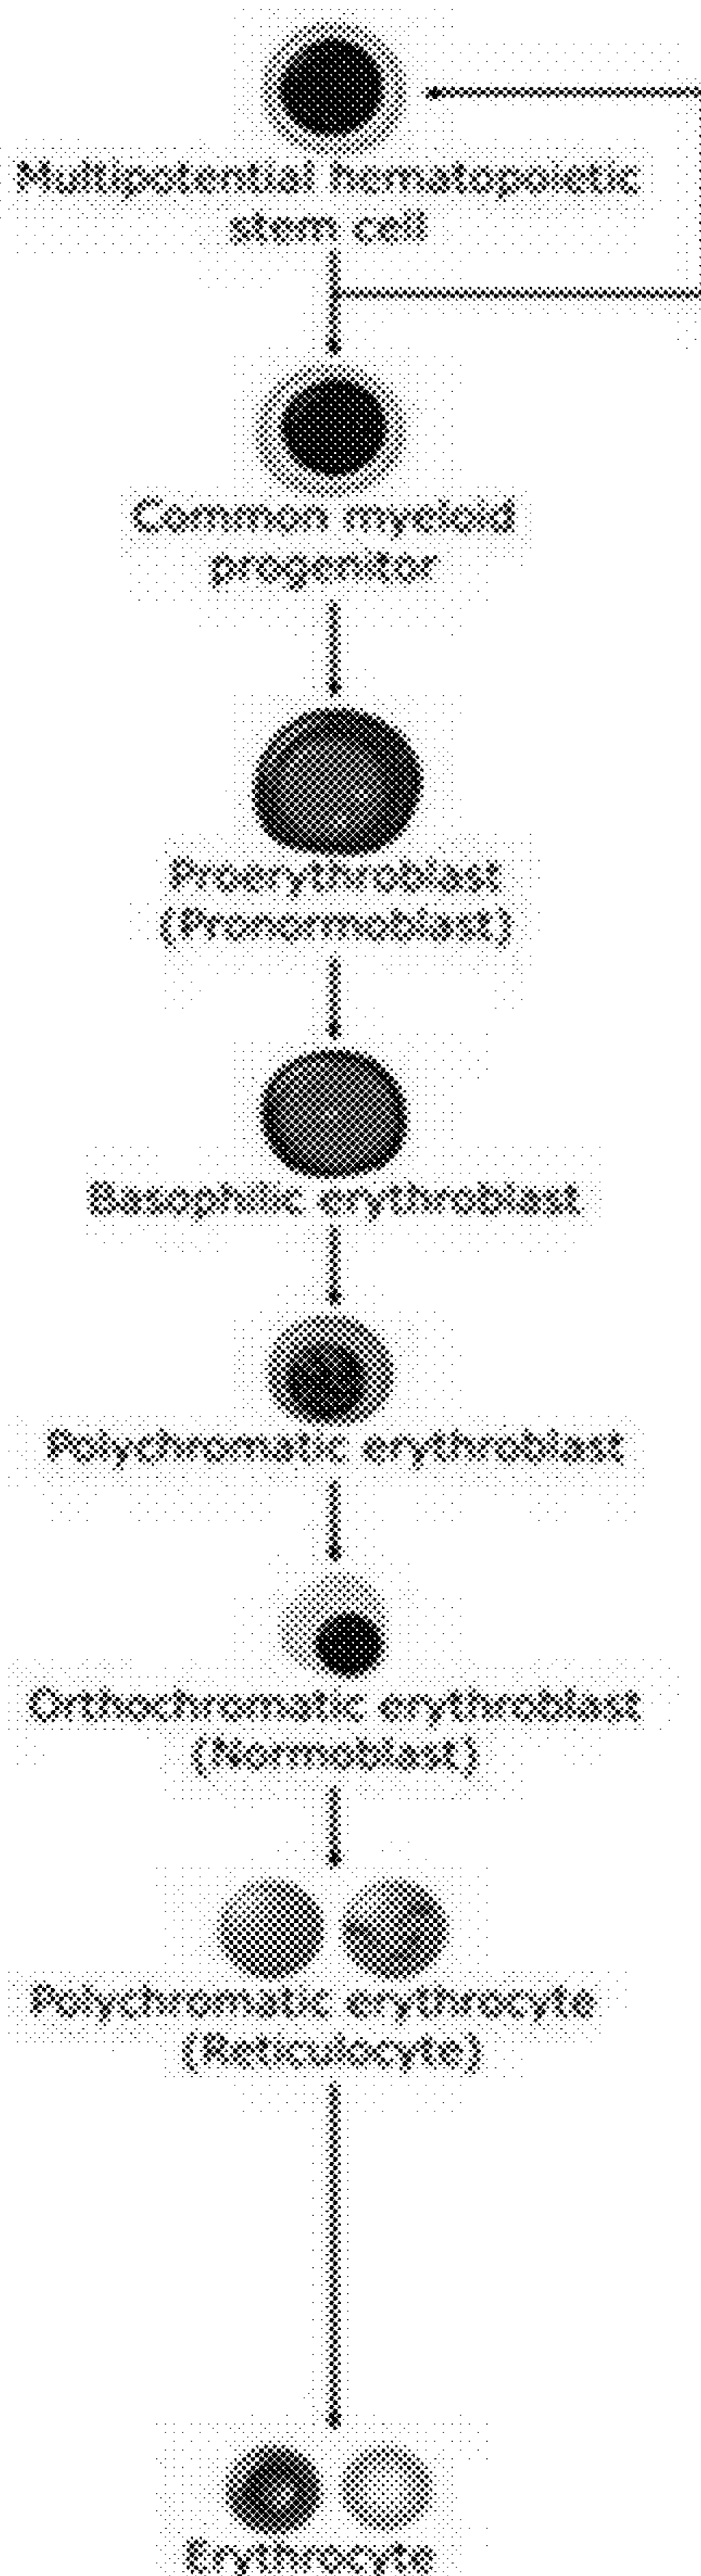 Multipotential hematopoietic
stem cell
Common myeloid
progenitor
Proerythroblast
(Pronormoblast)
Basophilic erythroblast
Polychromatic erythroblast
Orthochromatic erythroblast
(Normoblast)
Polychromatic erythrocyte
(Reticulocyte)
Erythrocyte